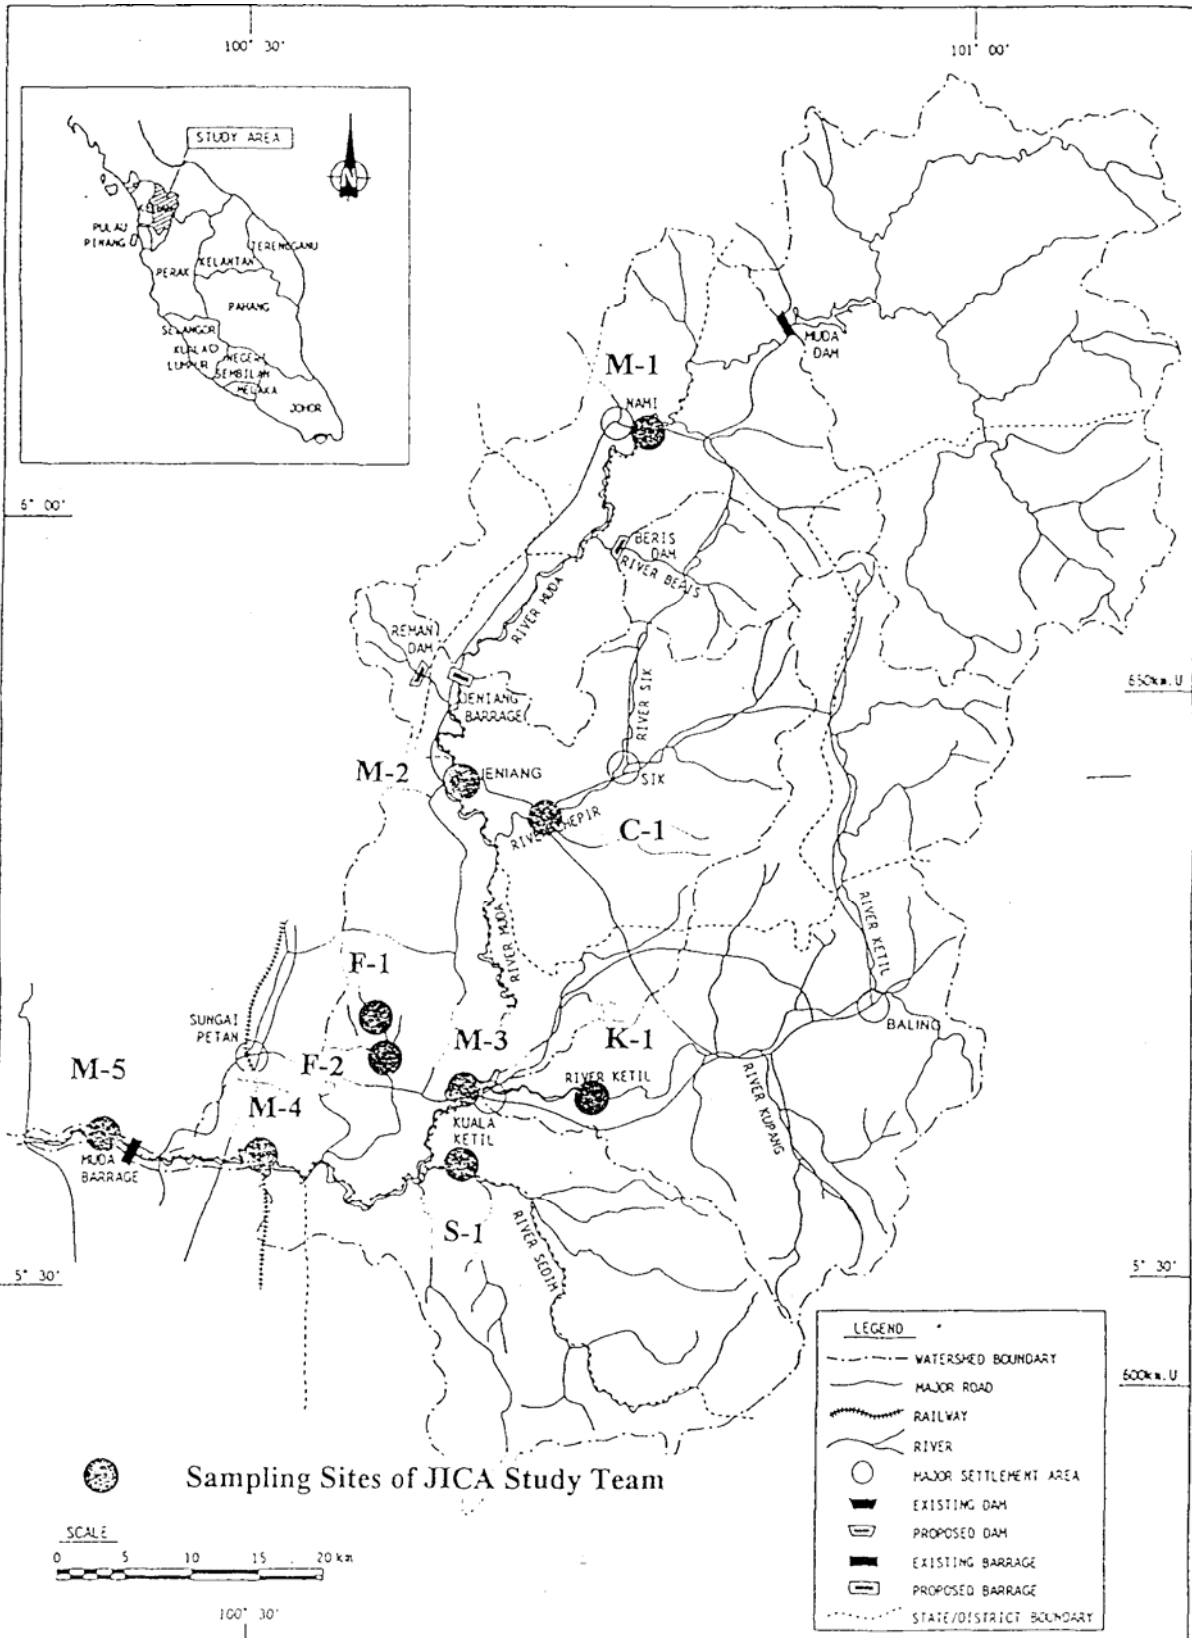 100° 30'
101° 00'
STUDY AREA
N
PULAU
PINANG
TERENGGANU
KELANTAN
PERAK
PAHANG
SELANGOR
KUALA
LUMPUR
NEGERI
SEMBILAN
MELAKA
JOHOR
MUDA
DAM
M-1
NAMI
6° 00'
BERIS
DAM
RIVER BERIS
RIVER MUDA
REMAN
DAM
650km.U
JENIANG
BARRAGE
RIVER SIK
M-2
JENIANG
SIK
RIVER CHEPIR
C-1
RIVER MUDA
RIVER KETIL
F-1
SUNGAI
PETANI
BALING
M-3
K-1
F-2
M-5
RIVER KETIL
M-4
RIVER KUPANG
KUALA
KETIL
MUDA
BARRAGE
S-1
RIVER SEDIM
5° 30'
5° 30'
LEGEND
WATERSHED BOUNDARY
600km.U
MAJOR ROAD
RAILWAY
RIVER
MAJOR SETTLEMENT AREA
Sampling Sites of JICA Study Team
EXISTING DAM
PROPOSED DAM
SCALE
0 5 10 15 20 km
EXISTING BARRAGE
PROPOSED BARRAGE
100° 30'
STATE/DISTRICT BOUNDARY